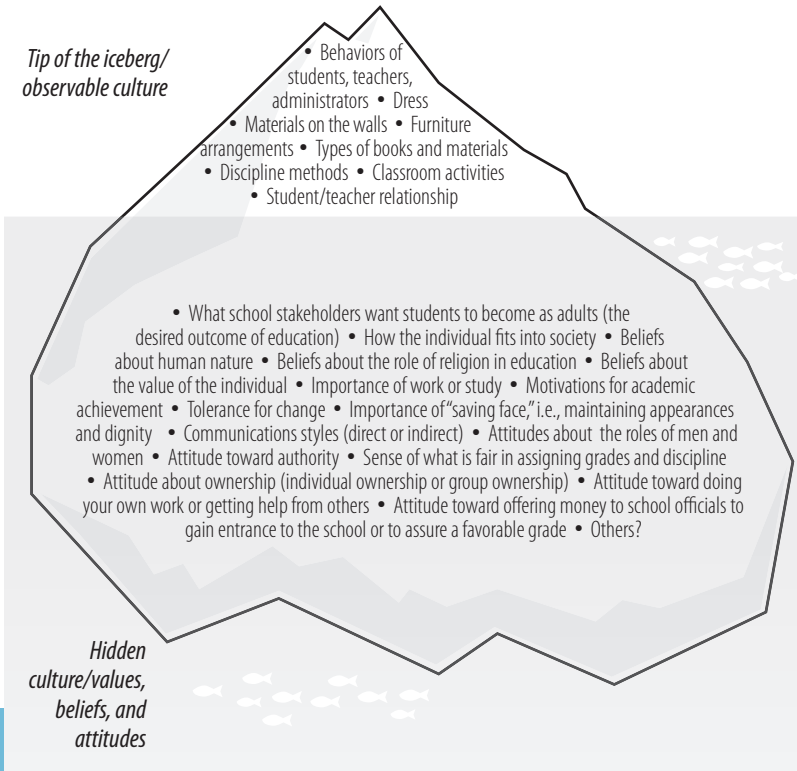 Tip of the iceberg/
observable culture
• Behaviors of
students, teachers,
administrators • Dress
• Materials on the walls • Furniture
arrangements • Types of books and materials
• Discipline methods • Classroom activities
• Student/teacher relationship
• What school stakeholders want students to become as adults (the
desired outcome of education) • How the individual fits into society • Beliefs
about human nature • Beliefs about the role of religion in education • Beliefs about
the value of the individual • Importance of work or study • Motivations for academic
achievement • Tolerance for change • Importance of “saving face,” i.e., maintaining appearances
and dignity • Communications styles (direct or indirect) • Attitudes about the roles of men and
women • Attitude toward authority • Sense of what is fair in assigning grades and discipline
• Attitude about ownership (individual ownership or group ownership) • Attitude toward doing
your own work or getting help from others • Attitude toward offering money to school officials to
gain entrance to the school or to assure a favorable grade • Others?
Hidden
culture/values,
beliefs, and
attitudes